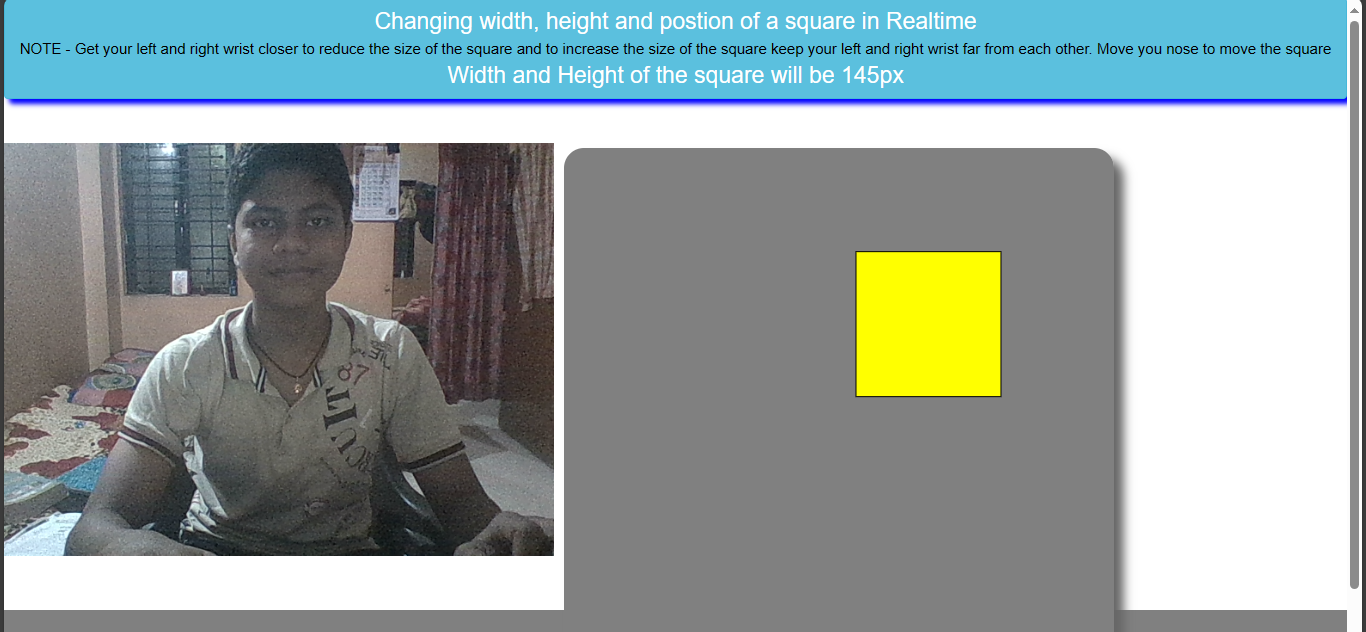 Changing width, height and postion of a square in Realtime
NOTE - Get your left and right wrist closer to reduce the size of the square and to increase the size of the square keep your left and right wrist far from each other. Move you nose to move the square
Width and Height of the square will be 145px
87